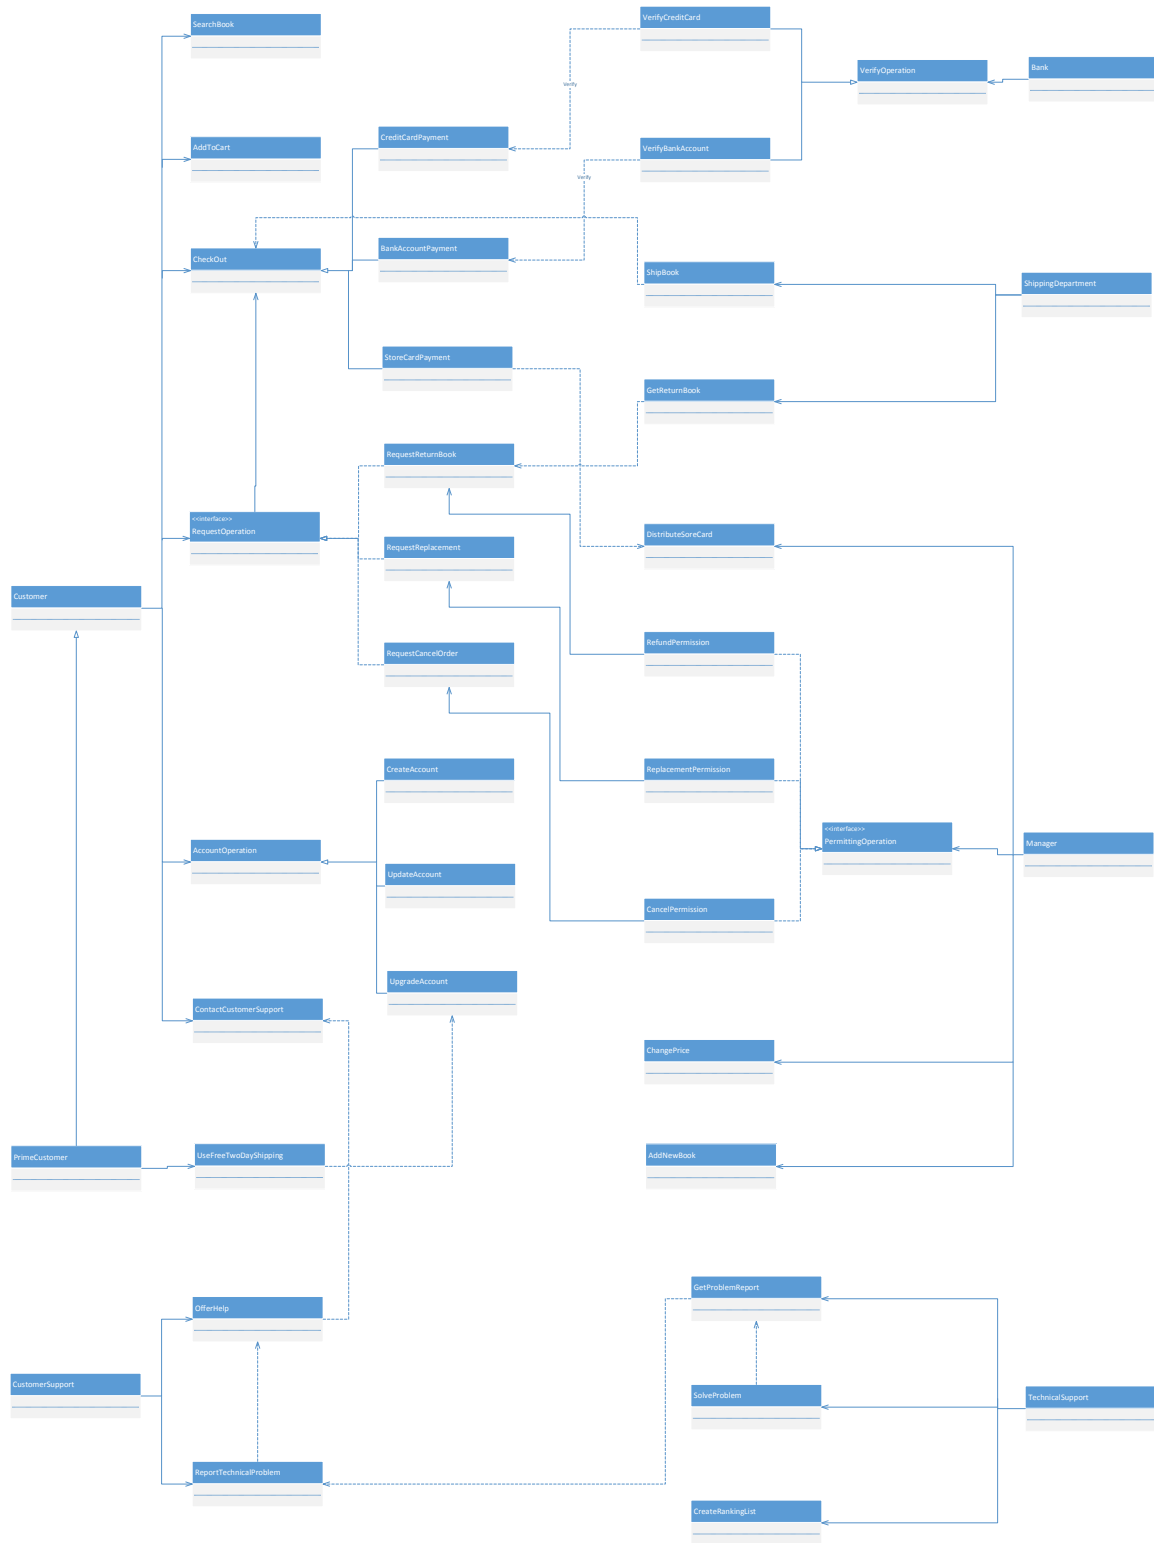 SearchBook
VerifyCreditCard
VerifyOperation
Bank
Verify
CreditCardPayment
AddToCart
VerifyBankAccount
Verify
CheckOut
BankAccountPayment
ShipBook
ShippingDepartment
StoreCardPayment
GetReturnBook
RequestReturnBook
<<interface>>
RequestOperation
DistributeSoreCard
RequestReplacement
Customer
RequestCancelOrder
RefundPermission
CreateAccount
ReplacementPermission
<<interface>>
PermittingOperation
Manager
AccountOperation
UpdateAccount
CancelPermission
UpgradeAccount
ContactCustomerSupport
ChangePrice
PrimeCustomer
UseFreeTwoDayShipping
AddNewBook
OfferHelp
GetProblemReport
CustomerSupport
SolveProblem
TechnicalSupport
ReportTechnicalProblem
CreateRankingList